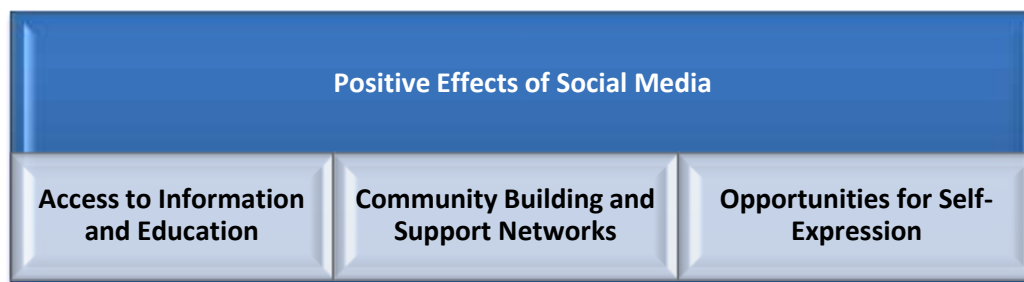 Positive Effects of Social Media
Access to Information
and Education
Community Building and
Support Networks
Opportunities for Self-
Expression